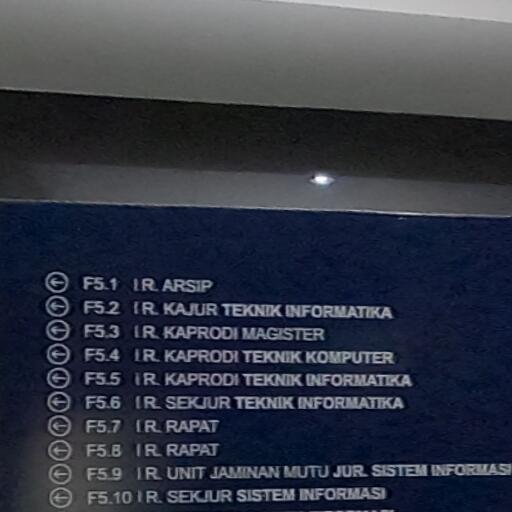 F5.1 | R. ARSIP
F5.2 | R. KAJUR TEKNIK INFORMATIKA
F5.3 | R. KAPRODI MAGISTER
F5.4 | R. KAPRODI TEKNIK KOMPUTER
F5.5 | R. KAPRODI TEKNIK INFORMATIKA
F5.6 | R. SEKJUR TEKNIK INFORMATIKA
F5.7 | R. RAPAT
F5.8 | R. RAPAT
F5.9 | R. UNIT JAMINAN MUTU JUR. SISTEM INFORMASI
F5.10 | R. SEKJUR SISTEM INFORMASI